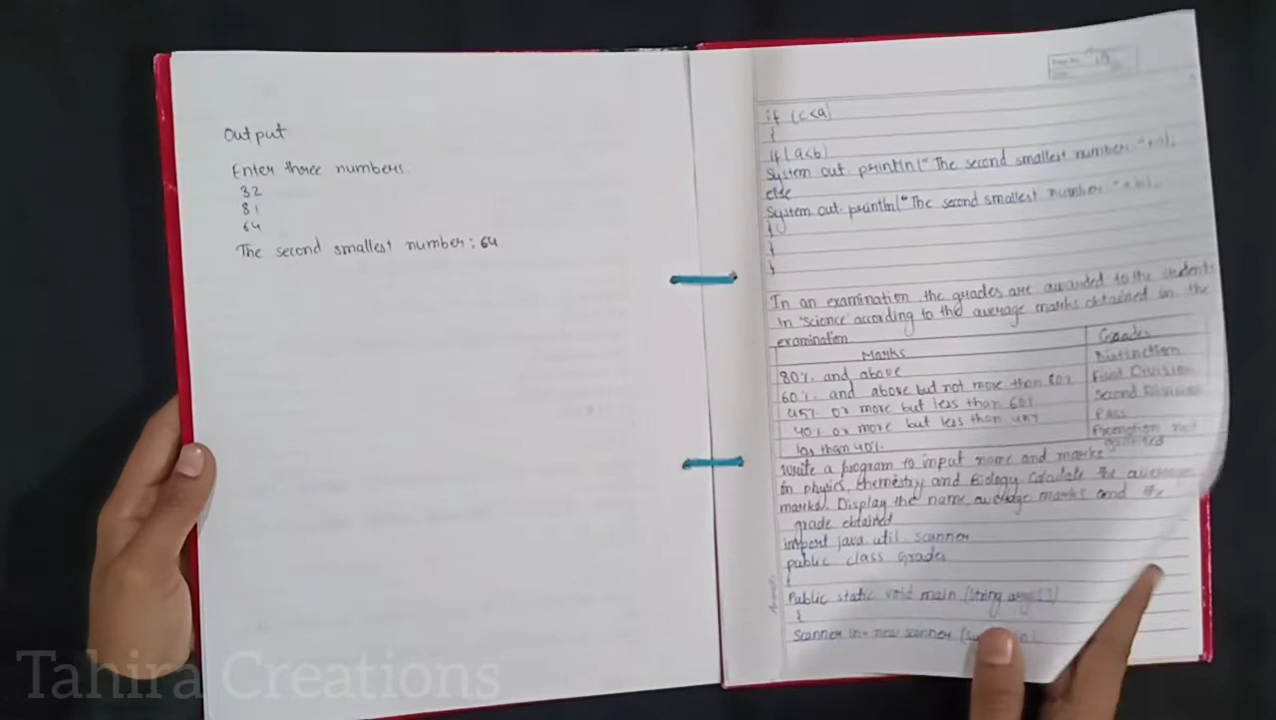 Output
Enter three numbers
32
81
64
The second smallest number: 64
if (c<a)
{
if (a<b)
System out. println(" The second smallest number: "
else
System out. println("The second smallest number
}
}
}
In an examination the grades are awarded to the students
In 'science' according to the average marks obtained in the
examination
Marks Grades
80% and above Distinction
60% and above but not more than 80% First Division
45% or more but less than 60% Second Division
40% or more but less than 45% Pass
les than 40% Promotion not
granted
Write a program to input name and marks
In physics, chemestry and Biology calculate the average
marks. Display the name, average marks and the
grade obtained
import java util. scanner
public class grades
{
Public static void main (String args[])
{
Scanner in= new scanner (
Tahira Creations